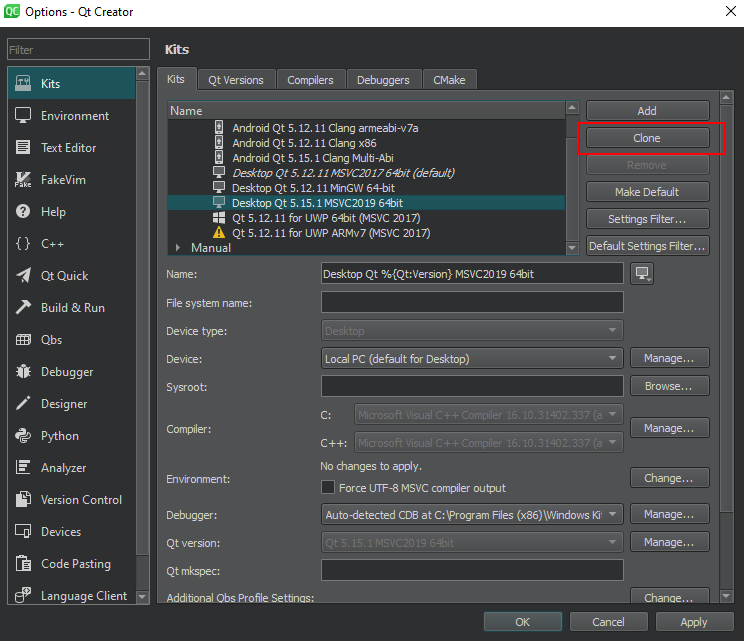 QC Options - Qt Creator
Filter
Kits
Kits
Environment
Text Editor
Fake FakeVim
Help
C++
Qt Quick
Build & Run
Qbs
Debugger
Designer
Python
Analyzer
Version Control
Devices
Code Pasting
Language Client
Kits Qt Versions Compilers Debuggers CMake
Name
Android Qt 5.12.11 Clang armeabi-v7a
Android Qt 5.12.11 Clang x86
Android Qt 5.15.1 Clang Multi-Abi
Desktop Qt 5.12.11 MSVC2017 64bit (default)
Desktop Qt 5.12.11 MinGW 64-bit
Desktop Qt 5.15.1 MSVC2019 64bit
Qt 5.12.11 for UWP 64bit (MSVC 2017)
Qt 5.12.11 for UWP ARMv7 (MSVC 2017)
Manual
Add
Clone
Remove
Make Default
Settings Filter...
Default Settings Filter...
Name: Desktop Qt %{Qt:Version} MSVC2019 64bit
File system name:
Device type: Desktop
Device: Local PC (default for Desktop) Manage...
Sysroot: Browse...
Compiler: C: Microsoft Visual C++ Compiler 16.10.31402.337 (a
C++: Microsoft Visual C++ Compiler 16.10.31402.337 (a
Manage...
Environment: No changes to apply. Change...
Force UTF-8 MSVC compiler output
Debugger: Auto-detected CDB at C:\Program Files (x86)\Windows Kit Manage...
Qt version: Qt 5.15.1 MSVC2019 64bit Manage...
Qt mkspec:
Additional Qbs Profile Settings: Change...
OK Cancel Apply